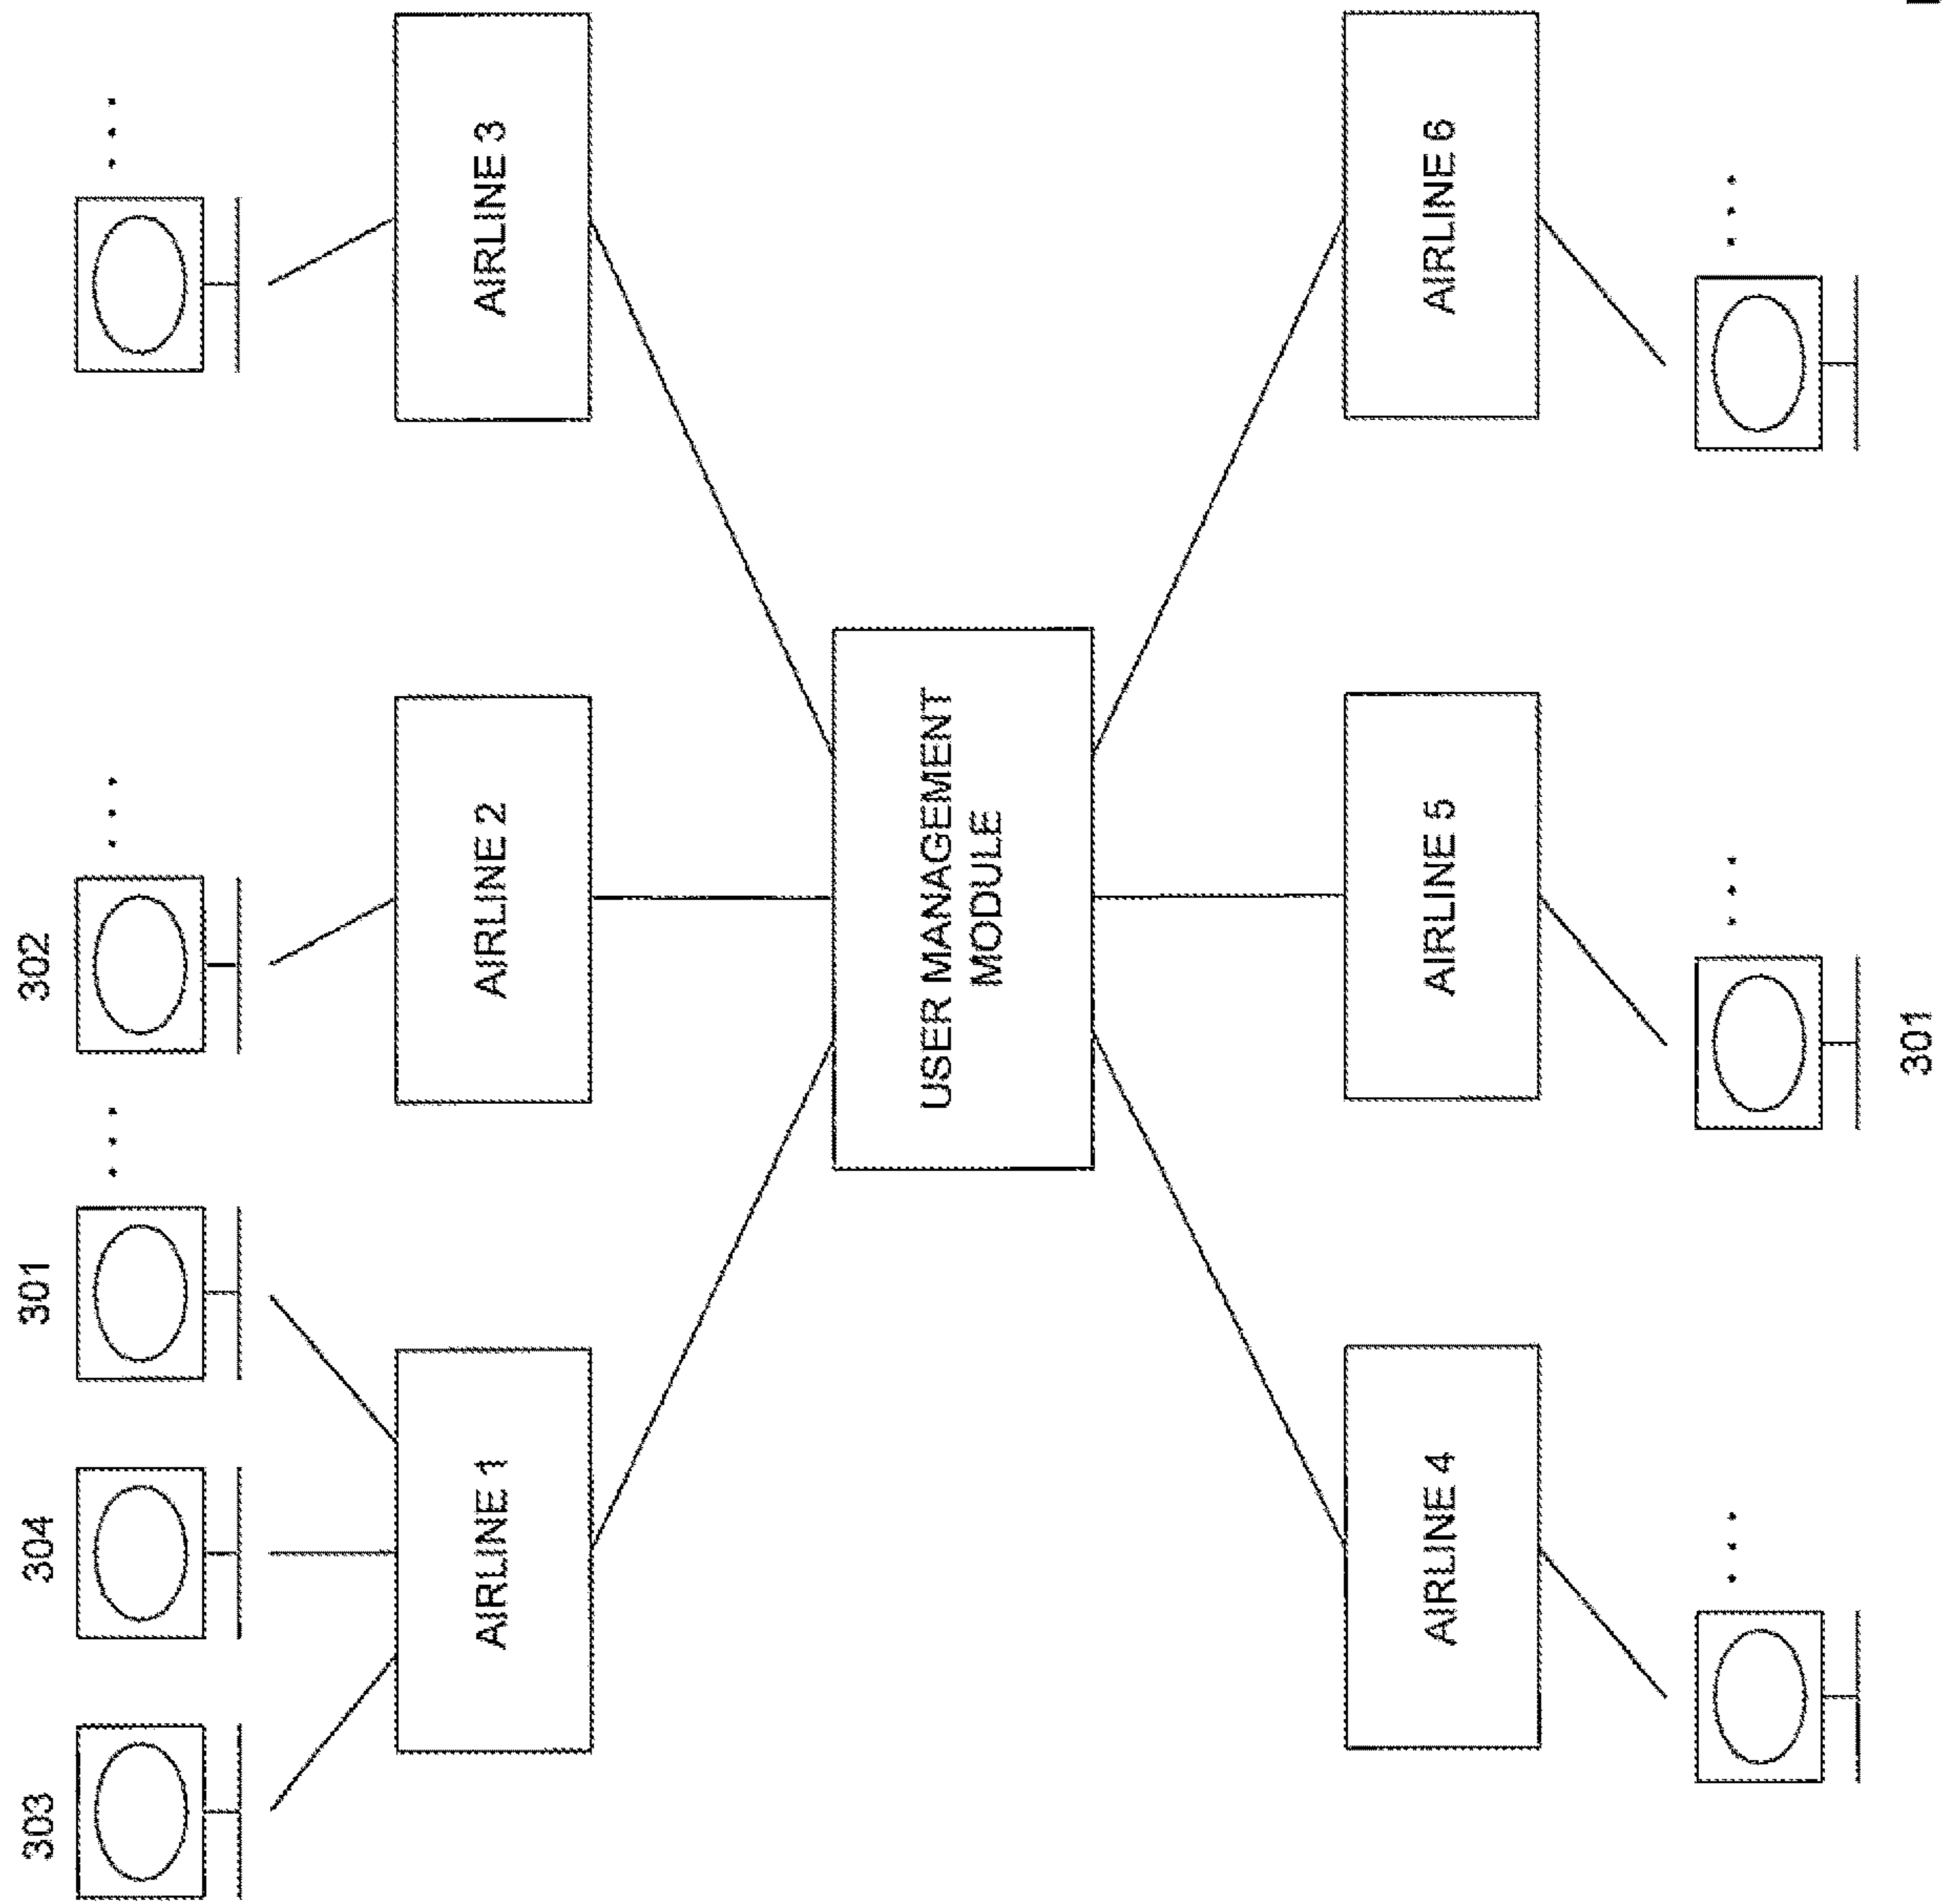 303
304
301
302
. . .
. . .
. . .
AIRLINE 1
AIRLINE 2
AIRLINE 3
USER MANAGEMENT
MODULE
AIRLINE 4
AIRLINE 5
AIRLINE 6
. . .
. . .
. . .
301